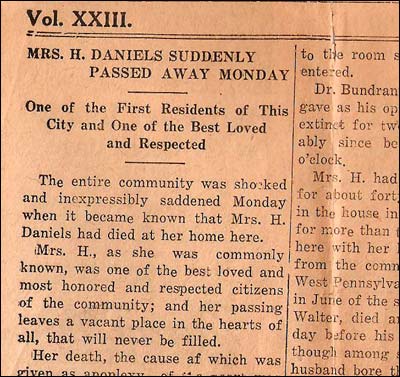 Vol. XXIII.
MRS. H. DANIELS SUDDENLY
PASSED AWAY MONDAY
One of the First Residents of This
City and One of the Best Loved
and Respected
The entire community was shocked
and inexpressibly saddened Monday
when it became known that Mrs. H.
Daniels had died at her home here.
Mrs. H., as she was commonly
known, was one of the best loved and
most honored and respected citizens
of the community; and her passing
leaves a vacant place in the hearts of
all, that will never be filled.
Her death, the cause af which was
given as apoplexy, of
to the room s
entered.
Dr. Bundran
gave as his op
extinct for tw
ably since be
o'clock.
Mrs. H. had
for about fort
in the house in
for more than t
here with her h
from the comm
West Pennsylva
in June of the s
Walter, died a
day before his
though among s
husband bore th